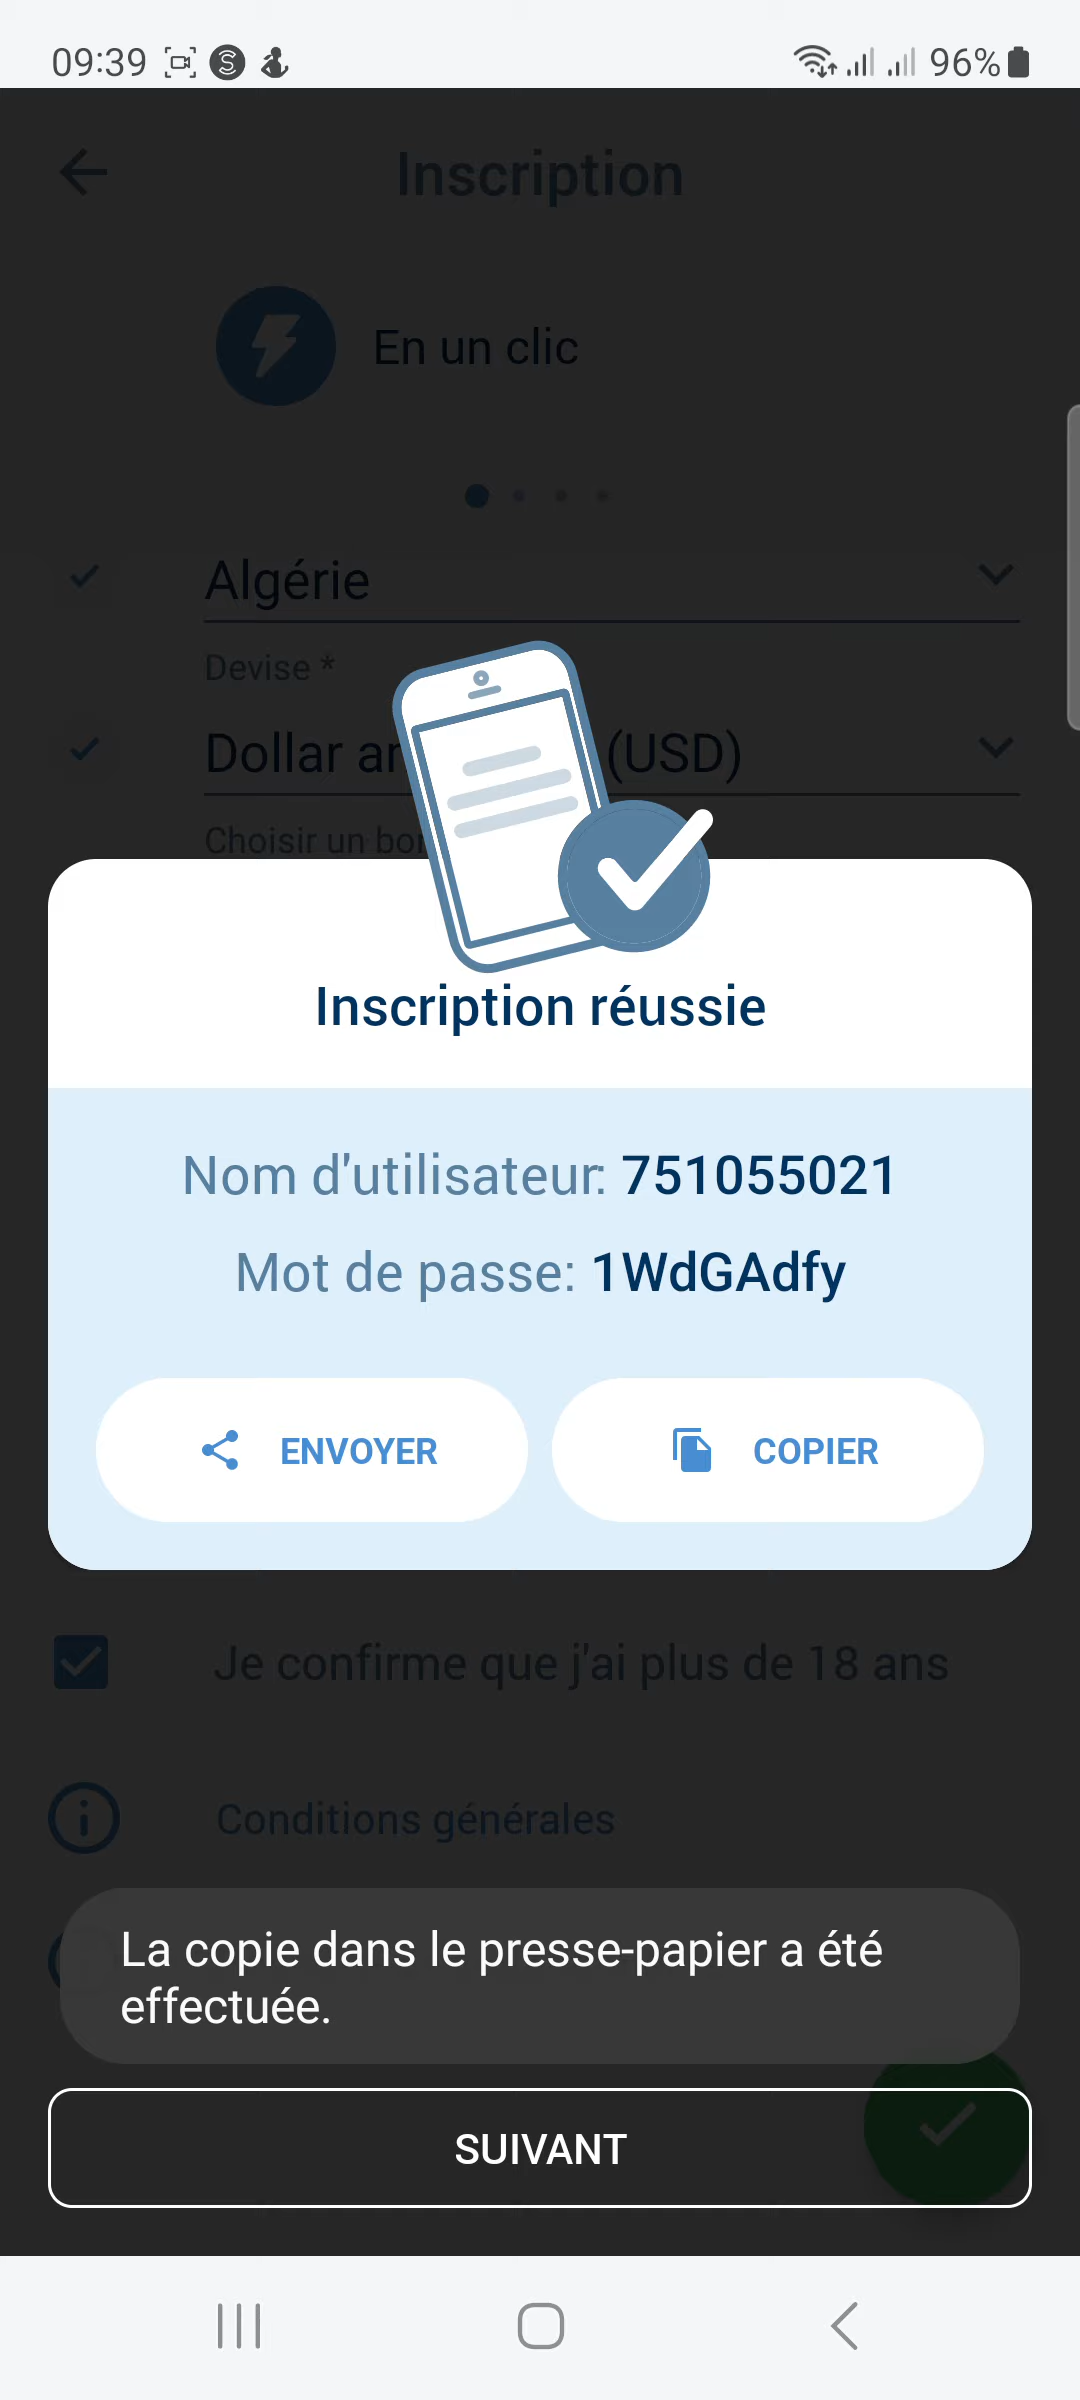 09:39
96%
Inscription
En un clic
Algérie
Devise *
Dollar (USD)
Choisir un
Inscription réussie
Nom d'utilisateur: 751055021
Mot de passe: 1WdGAdfy
ENVOYER
COPIER
Je confirme que j'ai plus de 18 ans
Conditions générales
La copie dans le presse-papier a été
effectuée.
SUIVANT